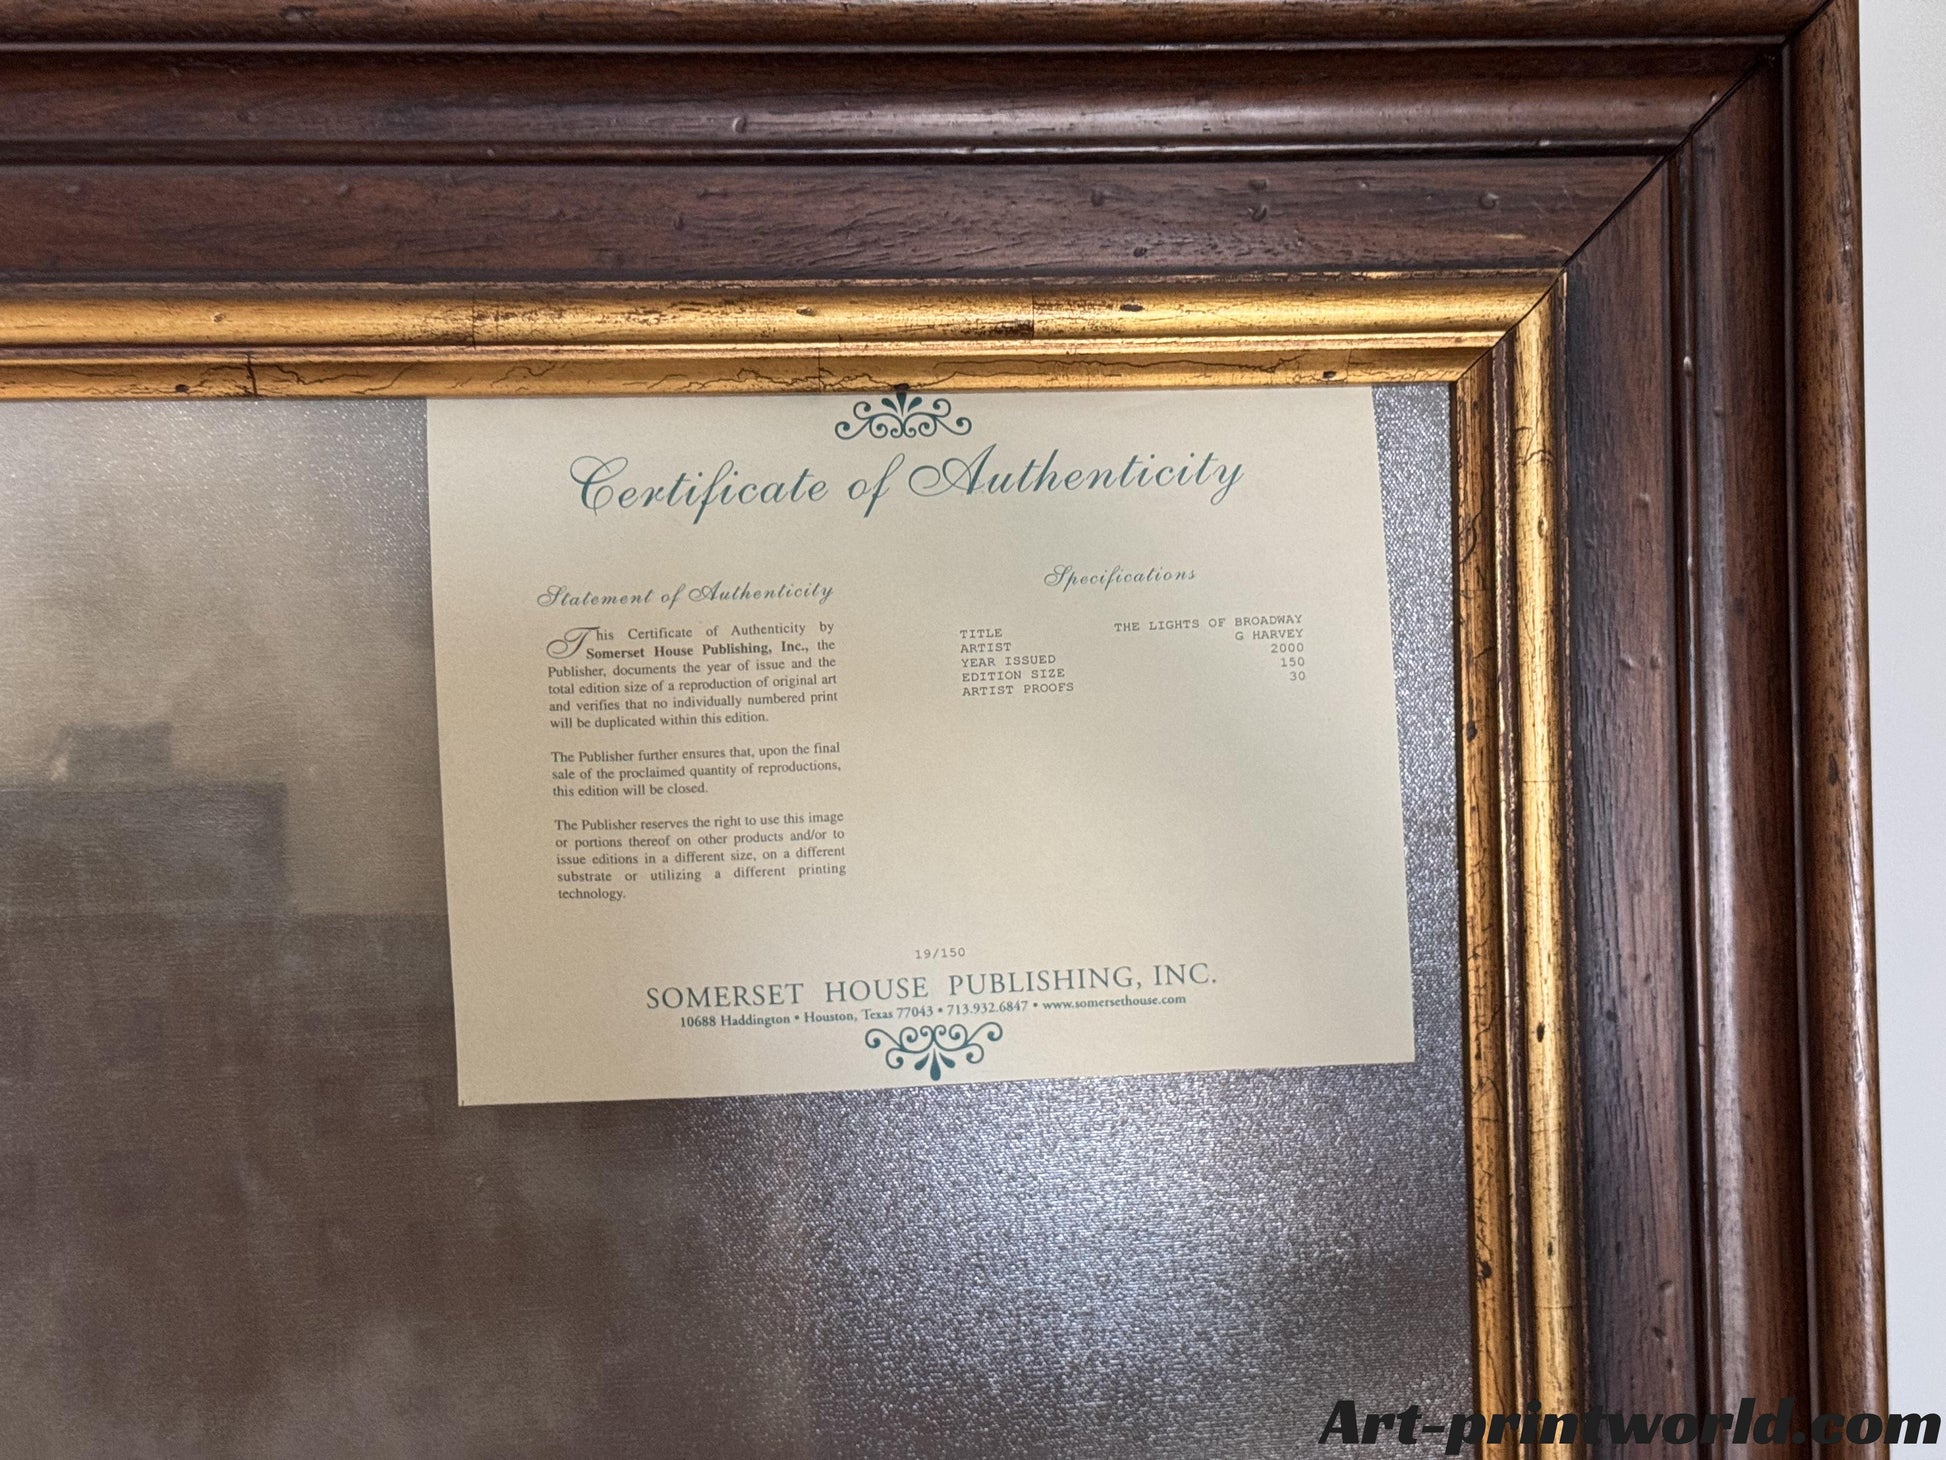 Certificate of Authenticity
Statement of Authenticity
This Certificate of Authenticity by
Somerset House Publishing, Inc., the
Publisher, documents the year of issue and the
total edition size of a reproduction of original art
and verifies that no individually numbered print
will be duplicated within this edition.
The Publisher further ensures that, upon the final
sale of the proclaimed quantity of reproductions,
this edition will be closed.
The Publisher reserves the right to use this image
or portions thereof on other products and/or to
issue editions in a different size, on a different
substrate or utilizing a different printing
technology.
Specifications
TITLE THE LIGHTS OF BROADWAY
ARTIST G HARVEY
YEAR ISSUED 2000
EDITION SIZE 150
ARTIST PROOFS 30
19/150
SOMERSET HOUSE PUBLISHING, INC.
10688 Haddington • Houston, Texas 77043 • 713.932.6847 • www.somersethouse.com
Art-printworld.com